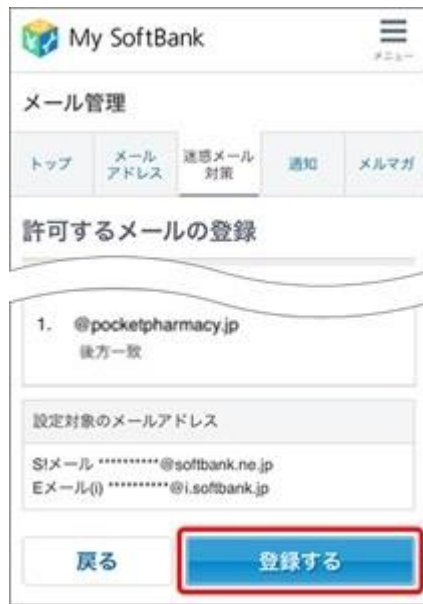 My SoftBank
メニュー
メール管理
トップ
メール
アドレス
迷惑メール
対策
通知
メルマガ
許可するメールの登録
1. @pocketpharmacy.jp
後方一致
設定対象のメールアドレス
S!メール **********@softbank.ne.jp
Eメール(i) **********@i.softbank.jp
戻る
登録する